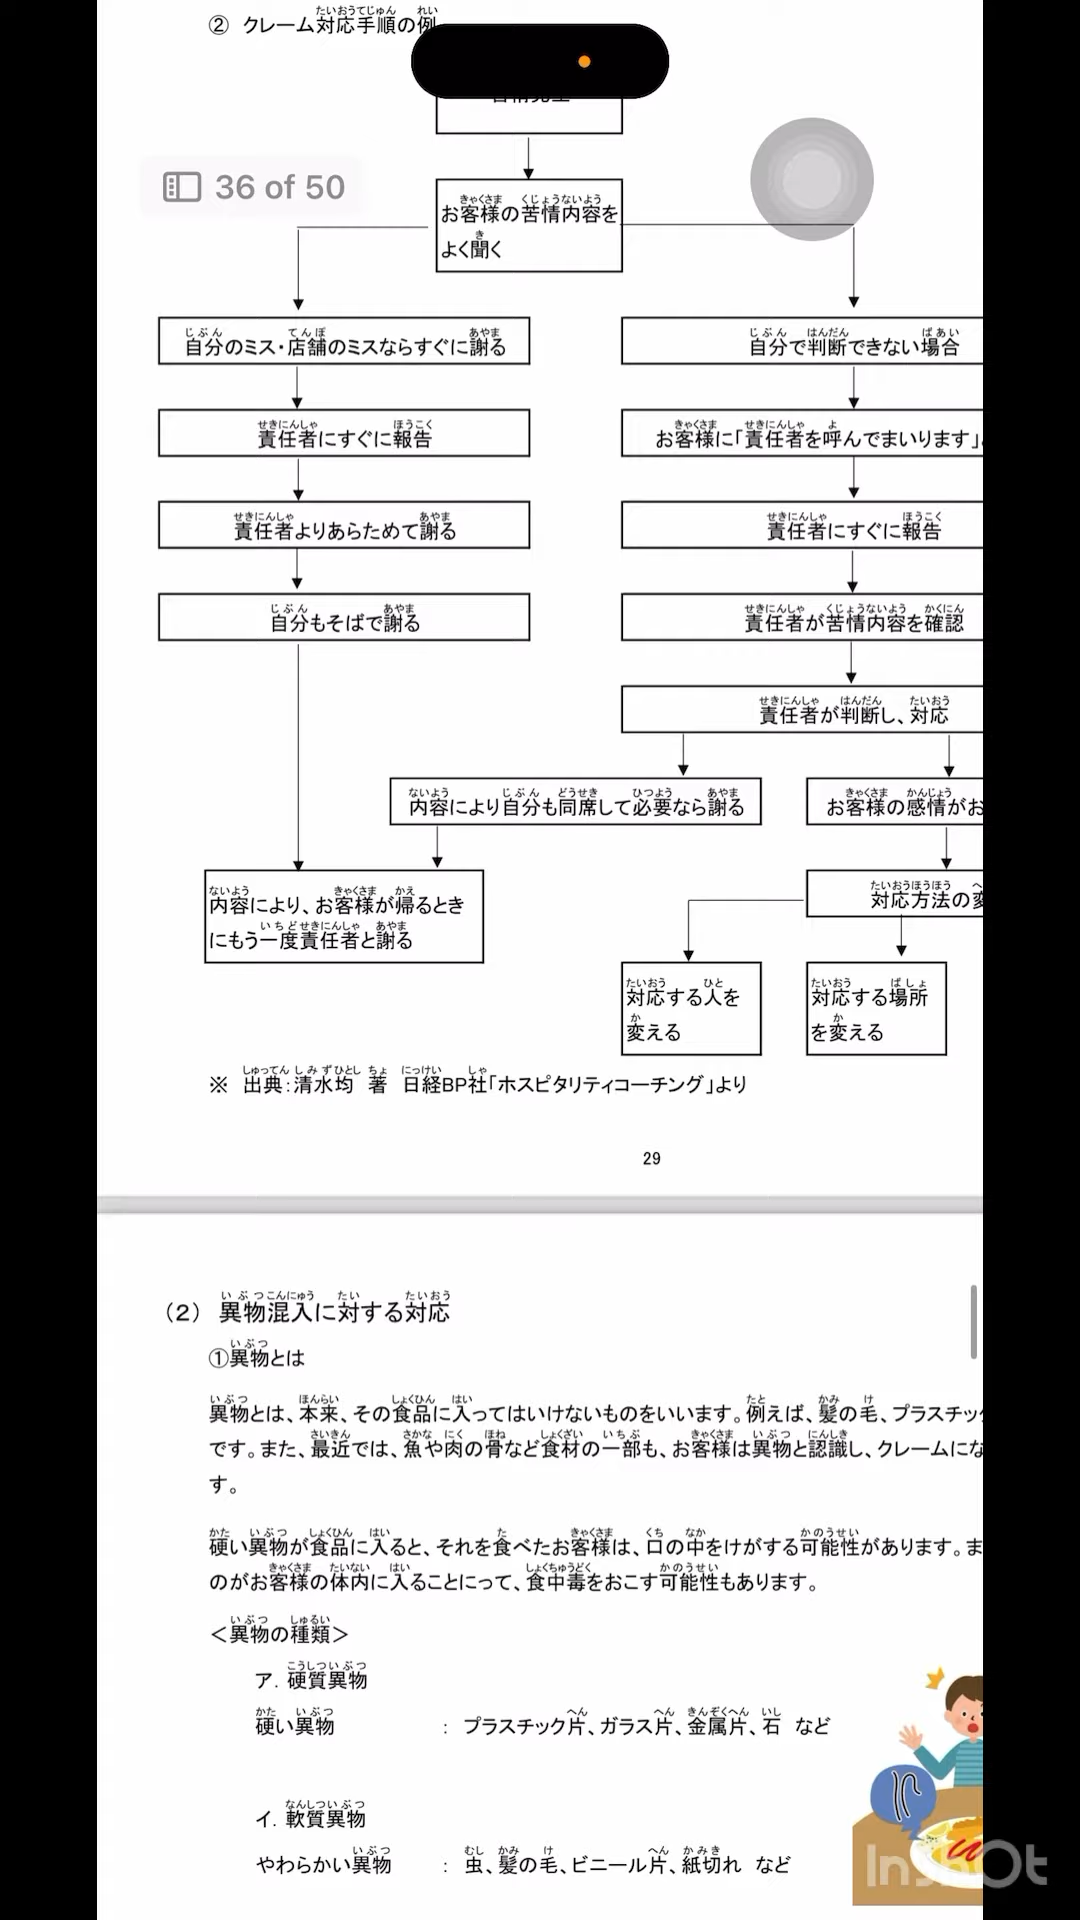 ② クレーム対応手順の例
36 of 50
お客様の苦情内容を
よく聞く
自分のミス・店舗のミスならすぐに謝る
責任者にすぐに報告
責任者よりあらためて謝る
自分もそばで謝る
自分で判断できない場合
お客様に「責任者を呼んでまいります」
責任者にすぐに報告
責任者が苦情内容を確認
責任者が判断し、対応
内容により自分も同席して必要なら謝る
お客様の感情がお
内容により、お客様が帰るとき
にもう一度責任者と謝る
対応方法の変
対応する人を
変える
対応する場所
を変える
※ 出典:清水均 著 日経BP社「ホスピタリティコーチング」より
29
(2) 異物混入に対する対応
①異物とは
異物とは、本来、その食品に入ってはいけないものをいいます。例えば、髪の毛、プラスチック
です。また、最近では、魚や肉の骨など食材の一部も、お客様は異物と認識し、クレームにな
す。
硬い異物が食品に入ると、それを食べたお客様は、口の中をけがする可能性があります。ま
のがお客様の体内に入ることにって、食中毒をおこす可能性もあります。
<異物の種類>
ア. 硬質異物
硬い異物 : プラスチック片、ガラス片、金属片、石 など
イ. 軟質異物
やわらかい異物 : 虫、髪の毛、ビニール片、紙切れ など
InShOt